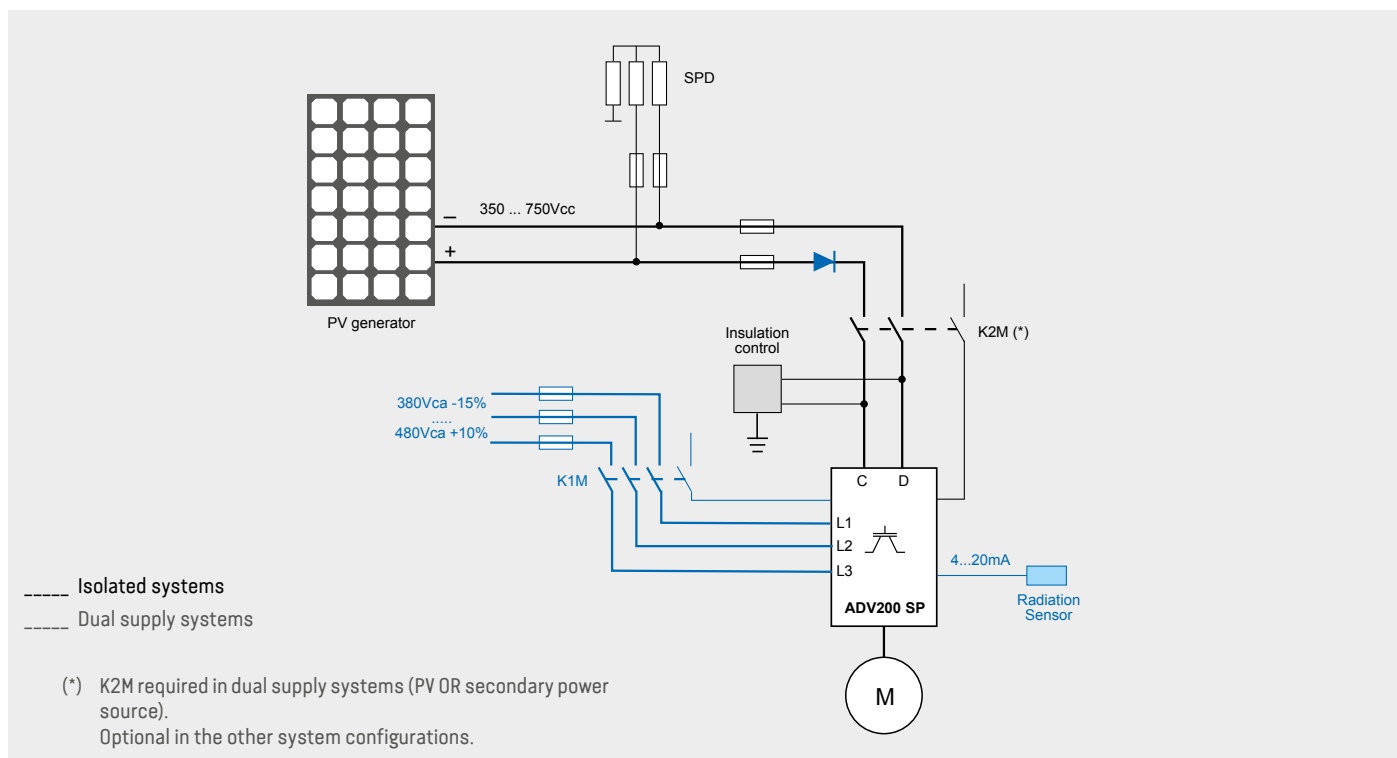 SPD
–
350 ... 750Vcc
+
PV generator
Insulation
control
K2M (*)
380Vca -15%
.....
480Vca +10%
K1M
C D
L1
L2
L3
4...20mA
ADV200 SP
Radiation
Sensor
M
_____ Isolated systems
_____ Dual supply systems
(*) K2M required in dual supply systems (PV OR secondary power
source).
Optional in the other system configurations.